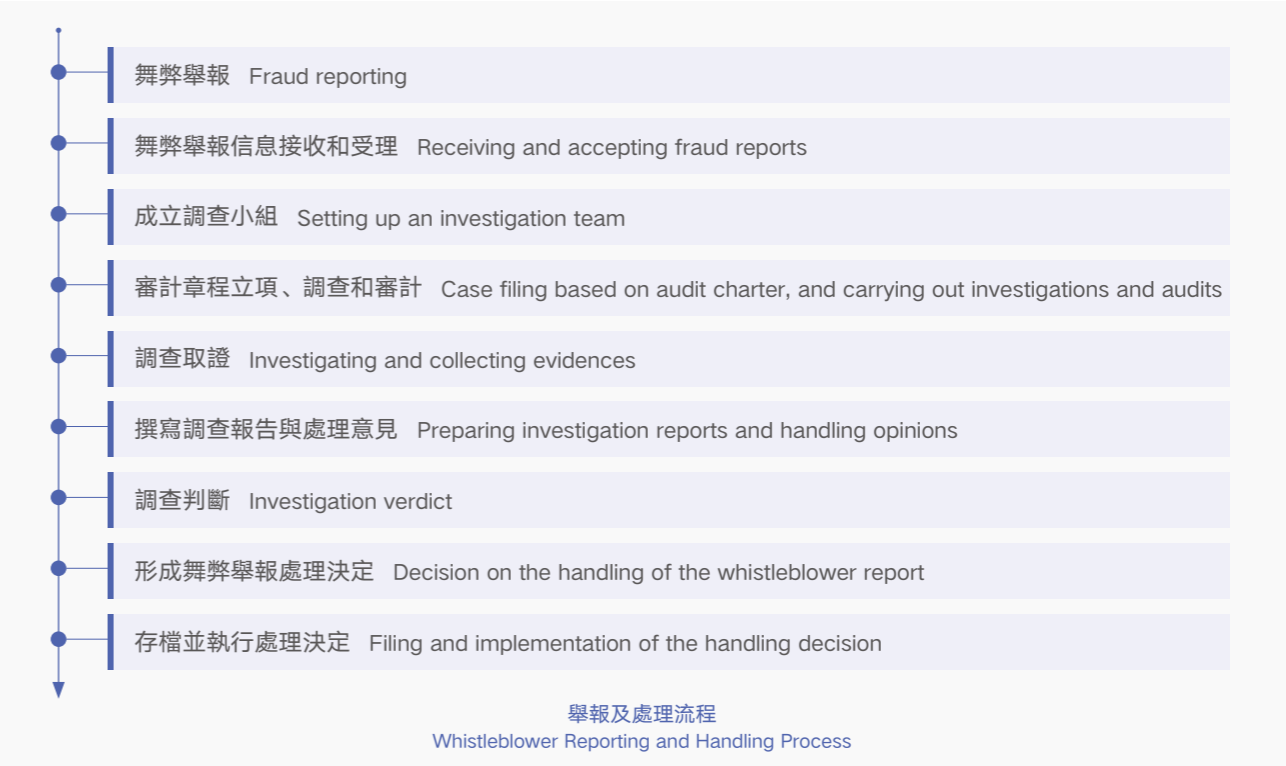 舞弊舉報 Fraud reporting
舞弊舉報信息接收和受理 Receiving and accepting fraud reports
成立調查小組 Setting up an investigation team
審計章程立項、調查和審計 Case filing based on audit charter, and carrying out investigations and audits
調查取證 Investigating and collecting evidences
撰寫調查報告與處理意見 Preparing investigation reports and handling opinions
調查判斷 Investigation verdict
形成舞弊舉報處理決定 Decision on the handling of the whistleblower report
存檔並執行處理決定 Filing and implementation of the handling decision
舉報及處理流程
Whistleblower Reporting and Handling Process